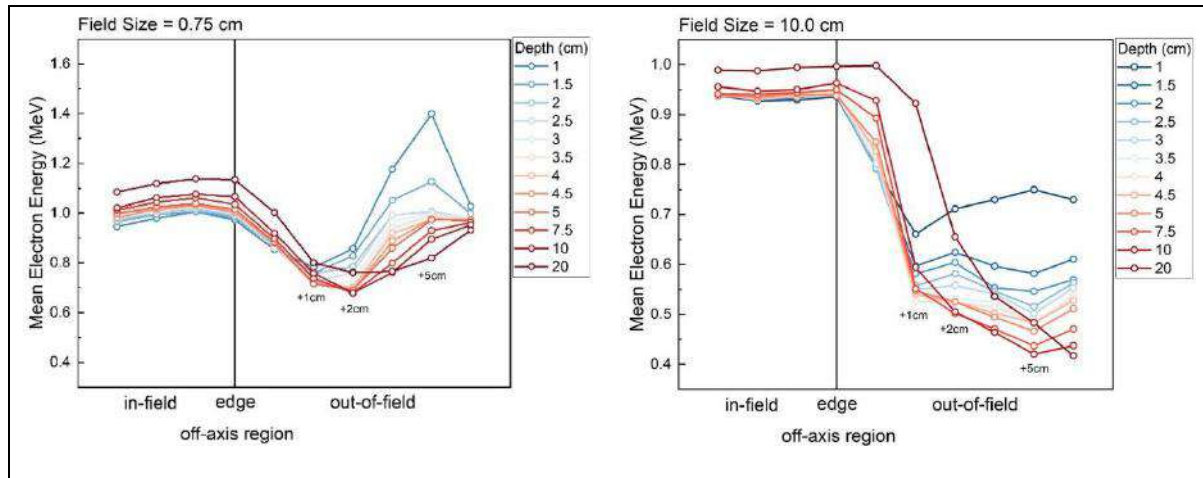 Field Size = 0.75 cm
Mean Electron Energy (MeV)
1.6
1.4
1.2
1.0
0.8
0.6
0.4
+1cm
+2cm
+5cm
in-field
edge
out-of-field
off-axis region
Depth (cm)
1
1.5
2
2.5
3
3.5
4
4.5
5
7.5
10
20
Field Size = 10.0 cm
Mean Electron Energy (MeV)
1.0
0.9
0.8
0.7
0.6
0.5
0.4
+1cm
+2cm
+5cm
in-field
edge
out-of-field
off-axis region
Depth (cm)
1
1.5
2
2.5
3
3.5
4
4.5
5
7.5
10
20